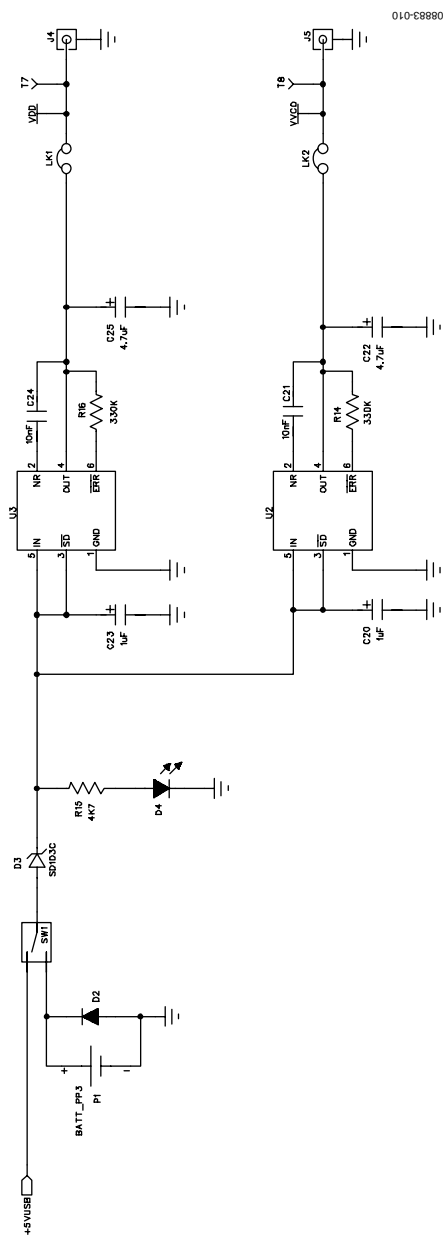 +5VUSB
BATT_PP3
P1
+
-
D2
SW1
D3
SD103C
R15
4K7
D4
C23
1uF
+
U3
5 IN
3 SD
1 GND
NR 2
OUT 4
ERR 6
C24
10nF
R16
330K
C25
4.7uF
+
LK1
VDD
T7
J4
C20
1uF
+
U2
5 IN
3 SD
1 GND
NR 2
OUT 4
ERR 6
C21
10nF
R14
330K
C22
4.7uF
+
LK2
VVCO
T8
J5
08883-010